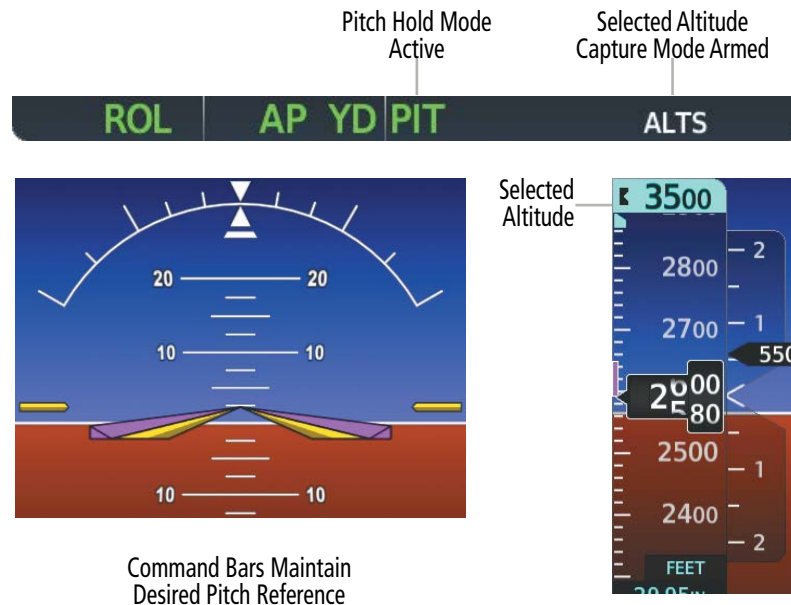 Pitch Hold Mode
Active
Selected Altitude
Capture Mode Armed
ROL AP YD PIT ALTS
Selected
Altitude
3500
20 20
10 10
10 10
2800
2700
2500
2400
2
1
550
1
2
FEET
Command Bars Maintain
Desired Pitch Reference